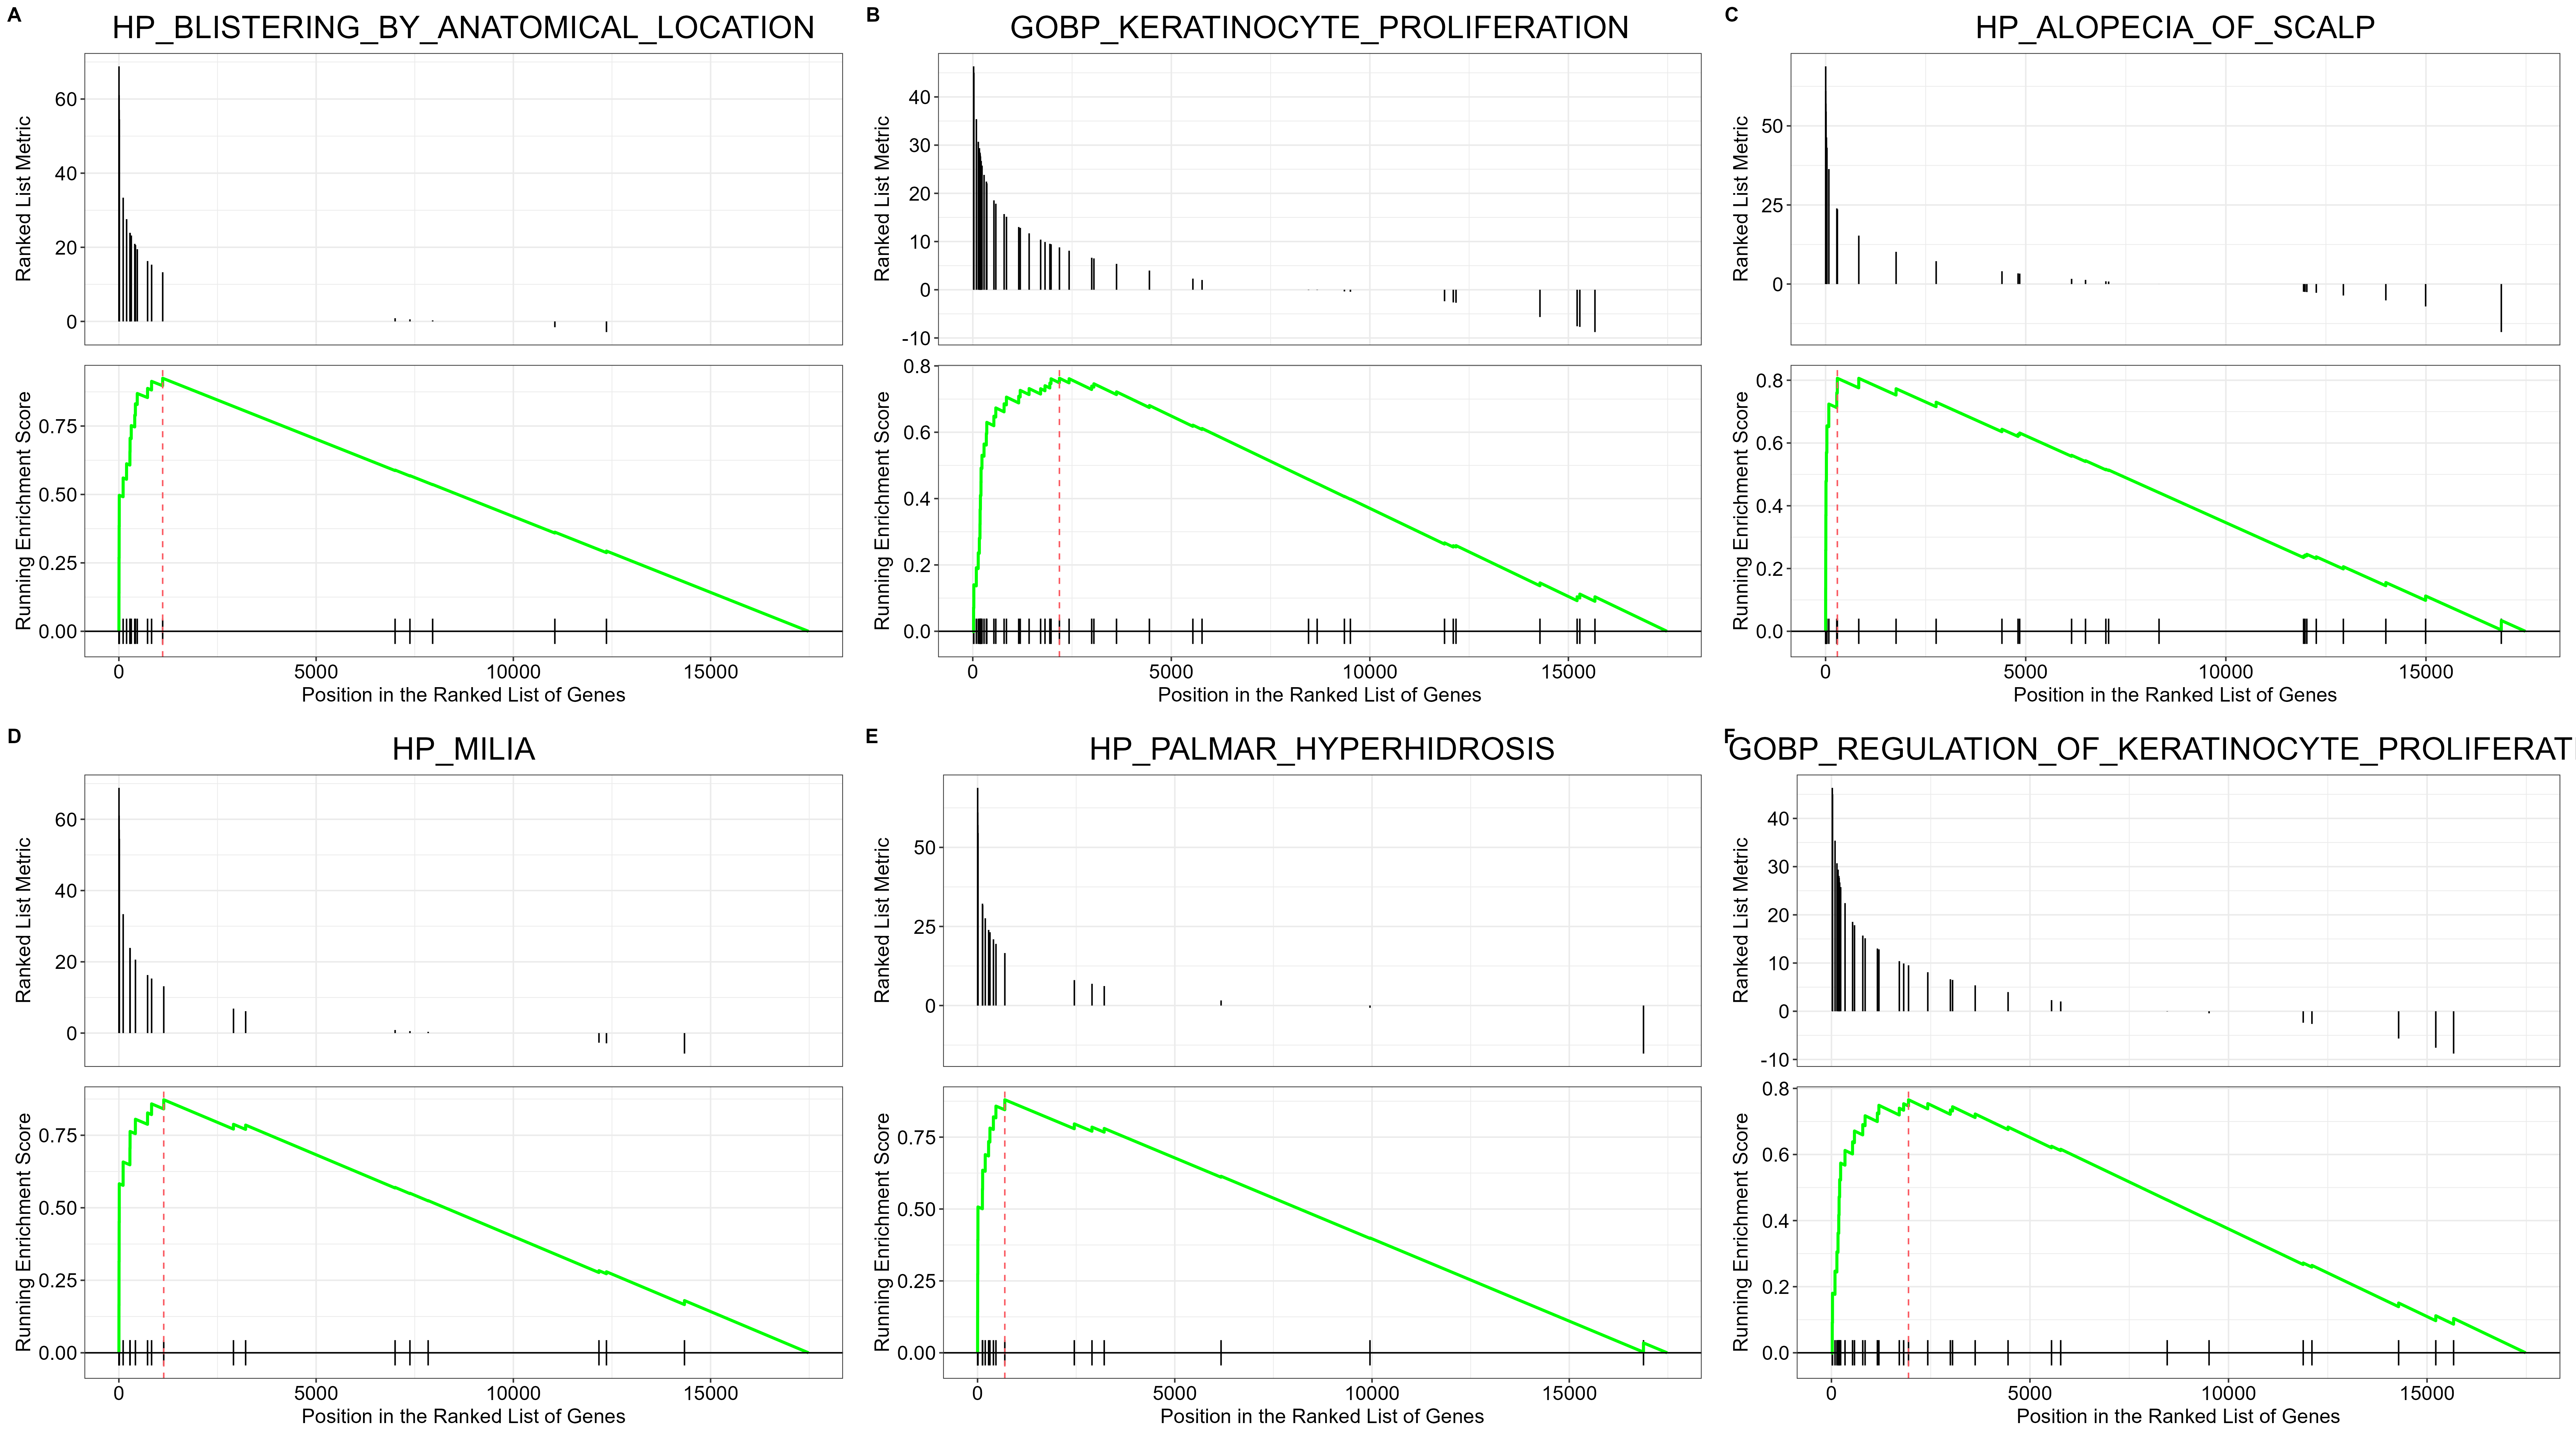 A
HP_BLISTERING_BY_ANATOMICAL_LOCATION
Ranked List Metric
60
40
20
0
Running Enrichment Score
0.75
0.50
0.25
0.00
0 5000 10000 15000
Position in the Ranked List of Genes
B
GOBP_KERATINOCYTE_PROLIFERATION
Ranked List Metric
40
30
20
10
0
-10
Running Enrichment Score
0.8
0.6
0.4
0.2
0.0
0 5000 10000 15000
Position in the Ranked List of Genes
C
HP_ALOPECIA_OF_SCALP
Ranked List Metric
50
25
0
Running Enrichment Score
0.8
0.6
0.4
0.2
0.0
0 5000 10000 15000
Position in the Ranked List of Genes
D
HP_MILIA
Ranked List Metric
60
40
20
0
Running Enrichment Score
0.75
0.50
0.25
0.00
0 5000 10000 15000
Position in the Ranked List of Genes
E
HP_PALMAR_HYPERHIDROSIS
Ranked List Metric
50
25
0
Running Enrichment Score
0.75
0.50
0.25
0.00
0 5000 10000 15000
Position in the Ranked List of Genes
F
GOBP_REGULATION_OF_KERATINOCYTE_PROLIFERATI
Ranked List Metric
40
30
20
10
0
-10
Running Enrichment Score
0.8
0.6
0.4
0.2
0.0
0 5000 10000 15000
Position in the Ranked List of Genes